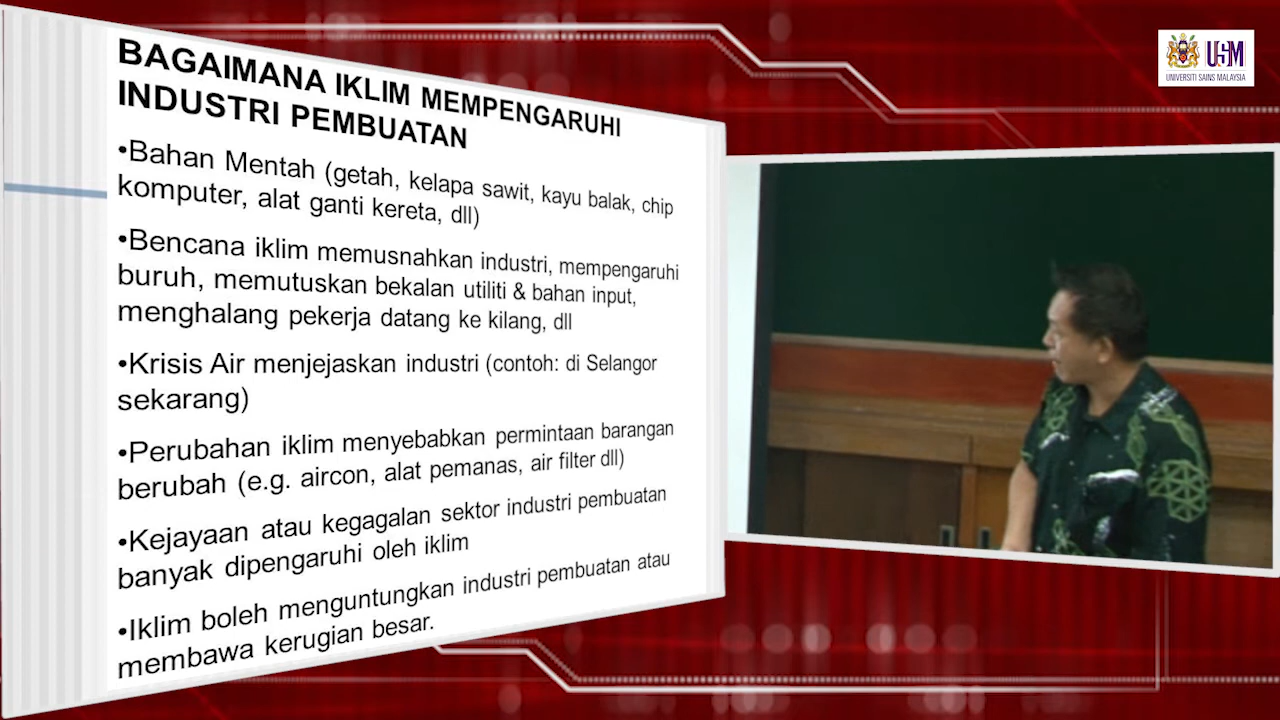 BAGAIMANA IKLIM MEMPENGARUHI
INDUSTRI PEMBUATAN
•Bahan Mentah (getah, kelapa sawit, kayu balak, chip
komputer, alat ganti kereta, dll)
•Bencana iklim memusnahkan industri, mempengaruhi
buruh, memutuskan bekalan utiliti & bahan input,
menghalang pekerja datang ke kilang, dll
•Krisis Air menjejaskan industri (contoh: di Selangor
sekarang)
•Perubahan iklim menyebabkan permintaan barangan
berubah (e.g. aircon, alat pemanas, air filter dll)
•Kejayaan atau kegagalan sektor industri pembuatan
banyak dipengaruhi oleh iklim
•Iklim boleh menguntungkan industri pembuatan atau
membawa kerugian besar.
USM
UNIVERSITI SAINS MALAYSIA